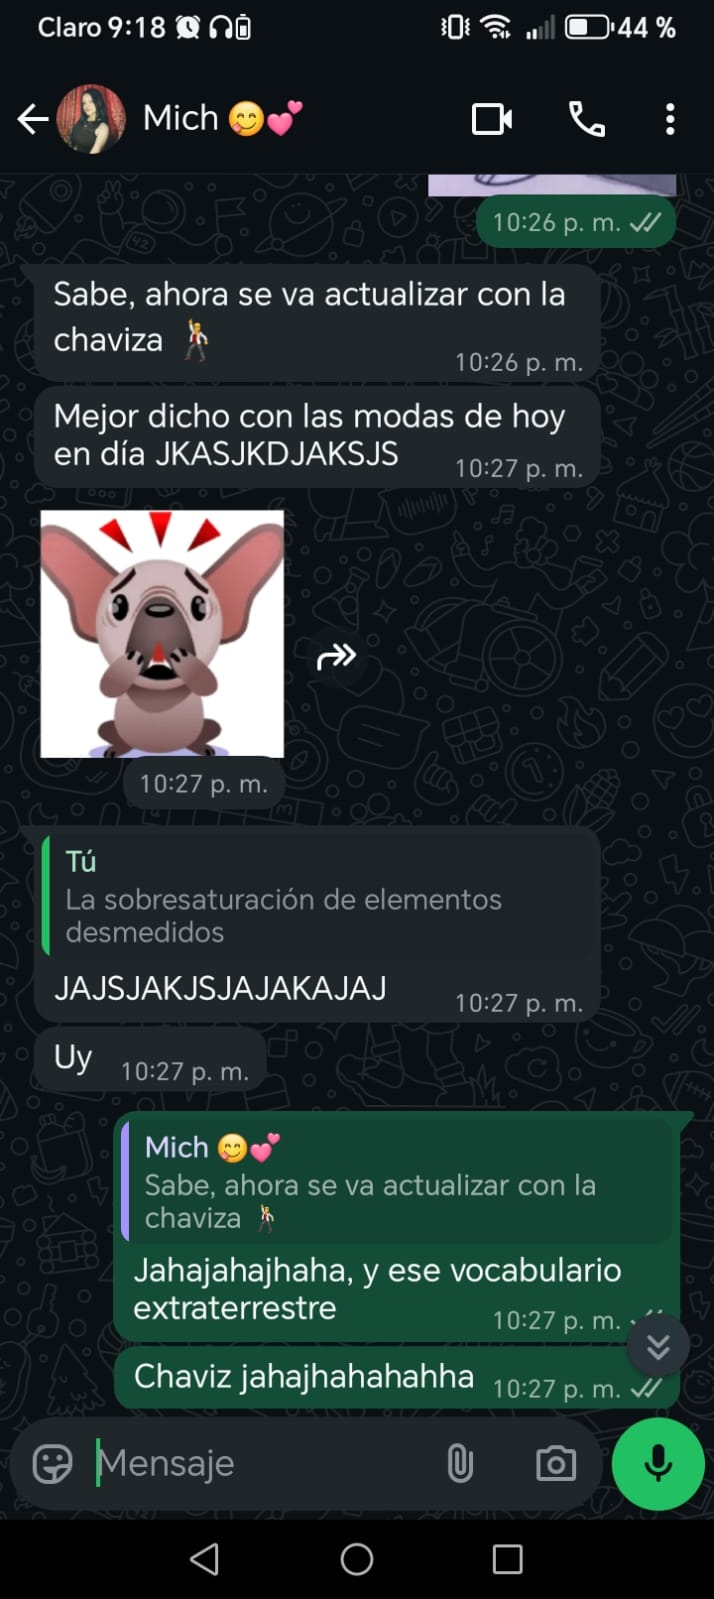 Claro 9:18 44 %
Mich 😋💕
10:26 p. m.
Sabe, ahora se va actualizar con la
chaviza 🕺
10:26 p. m.
Mejor dicho con las modas de hoy
en día JKASJKDJAKSJS
10:27 p. m.
10:27 p. m.
Tú
La sobresaturación de elementos
desmedidos
JAJSJAKJSJAJAKAJAJ
10:27 p. m.
Uy 10:27 p. m.
Mich 😋💕
Sabe, ahora se va actualizar con la
chaviza 🕺
Jahajahajhaha, y ese vocabulario
extraterrestre
10:27 p. m.
Chaviz jahajhahahahha 10:27 p. m.
Mensaje